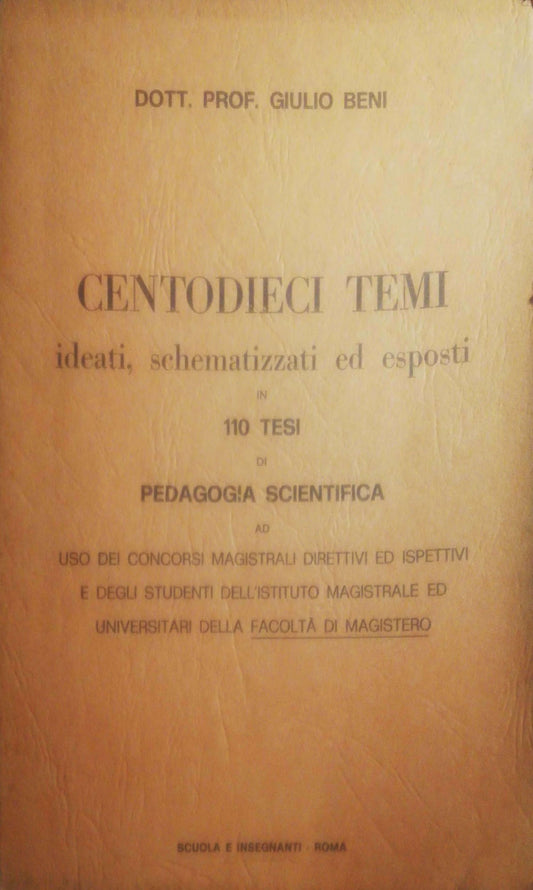 DOTT. PROF. GIULIO BENI
CENTODIECI TEMI
ideati, schematizzati ed esposti
IN
110 TESI
DI
PEDAGOGIA SCIENTIFICA
AD
USO DEI CONCORSI MAGISTRALI DIRETTIVI ED ISPETTIVI
E DEGLI STUDENTI DELL'ISTITUTO MAGISTRALE ED
UNIVERSITARI DELLA FACOLTÀ DI MAGISTERO
SCUOLA E INSEGNANTI - ROMA